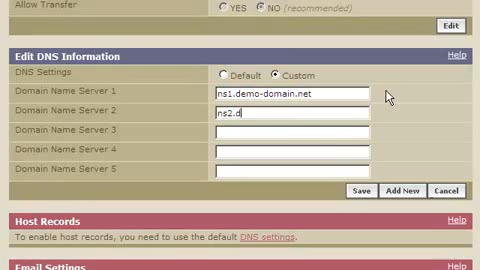 Allow Transfer YES NO (recommended)
Edit
Edit DNS Information Help
DNS Settings Default Custom
Domain Name Server 1 ns1.demo-domain.net
Domain Name Server 2 ns2.d
Domain Name Server 3
Domain Name Server 4
Domain Name Server 5
Save Add New Cancel
Host Records Help
To enable host records, you need to use the default DNS settings.
Email Settings Help